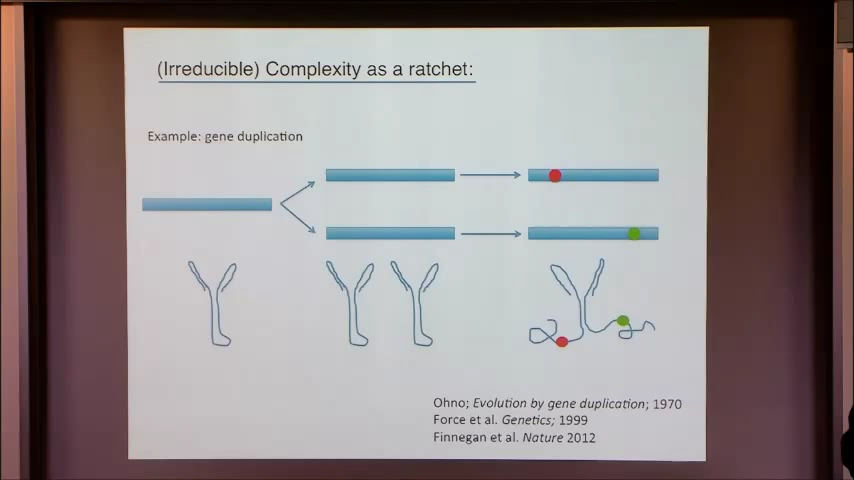 (Irreducible) Complexity as a ratchet:
Example: gene duplication
Ohno; Evolution by gene duplication; 1970
Force et al. Genetics; 1999
Finnegan et al. Nature 2012